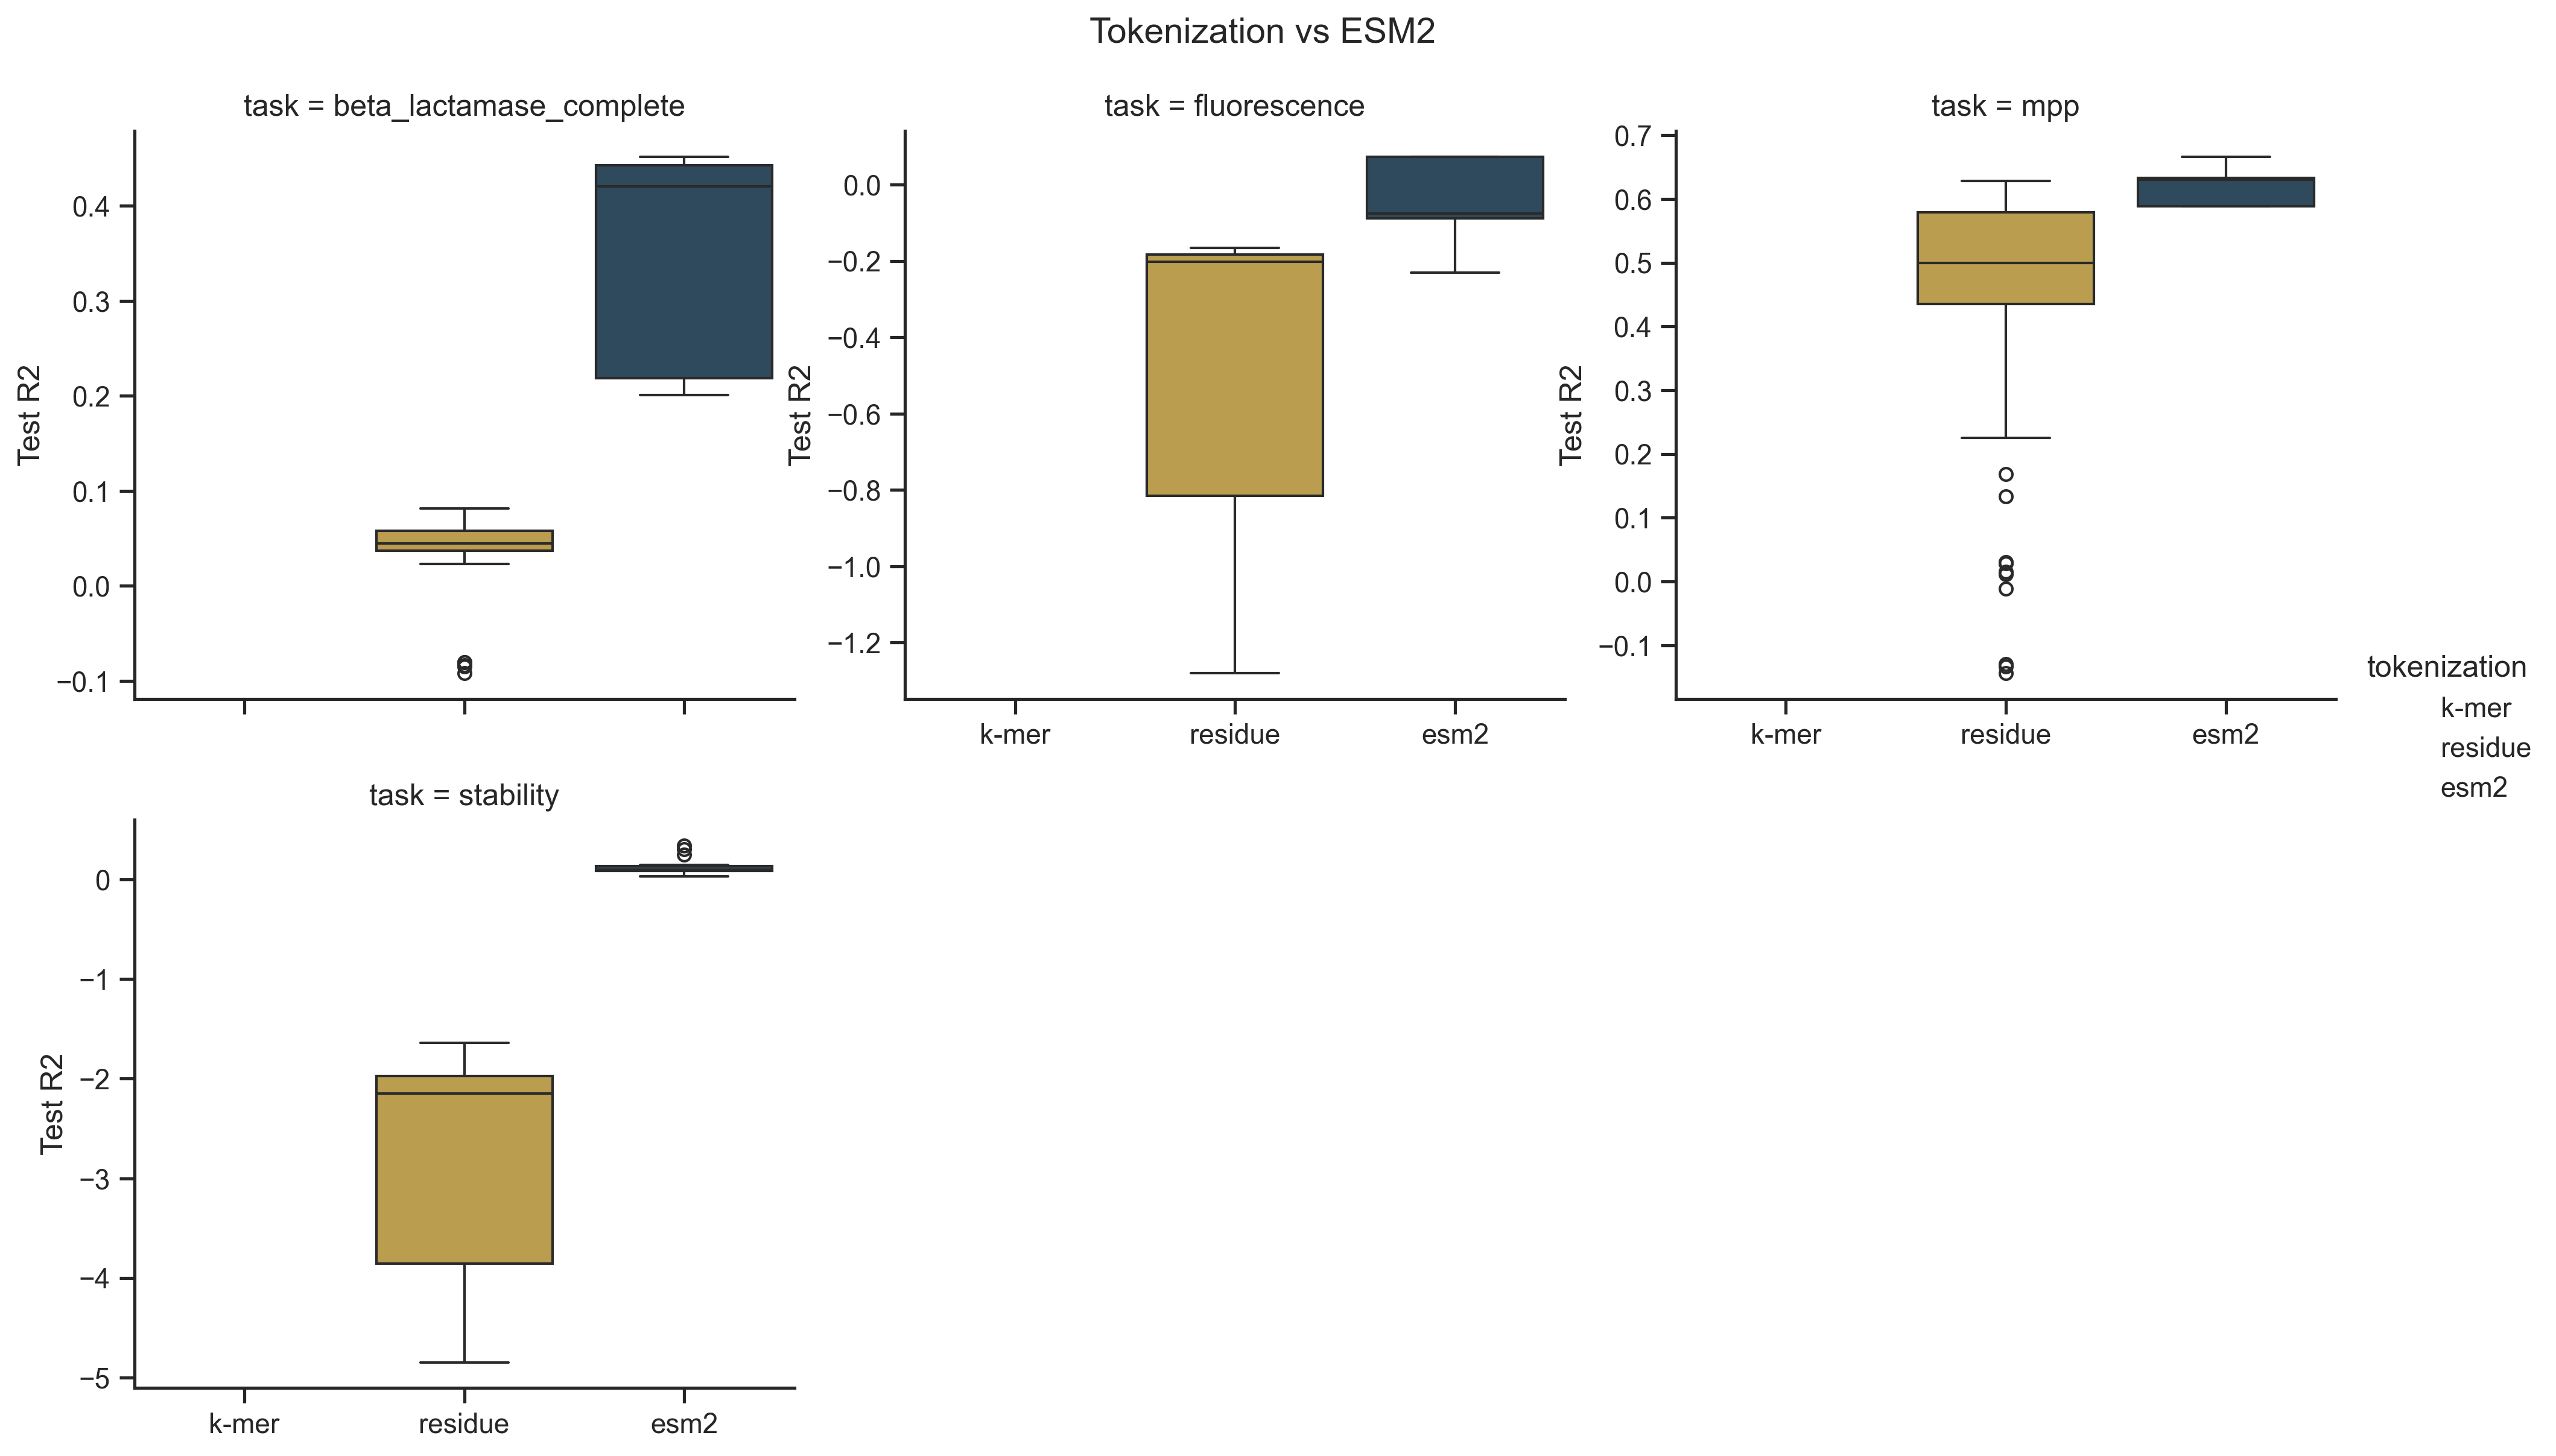 Tokenization vs ESM2
task = beta_lactamase_complete
Test R2
0.4
0.3
0.2
0.1
0.0
−0.1
task = fluorescence
Test R2
0.0
−0.2
−0.4
−0.6
−0.8
−1.0
−1.2
k-mer residue esm2
task = mpp
Test R2
0.7
0.6
0.5
0.4
0.3
0.2
0.1
0.0
−0.1
k-mer residue esm2
tokenization
k-mer
residue
esm2
task = stability
Test R2
0
−1
−2
−3
−4
−5
k-mer residue esm2